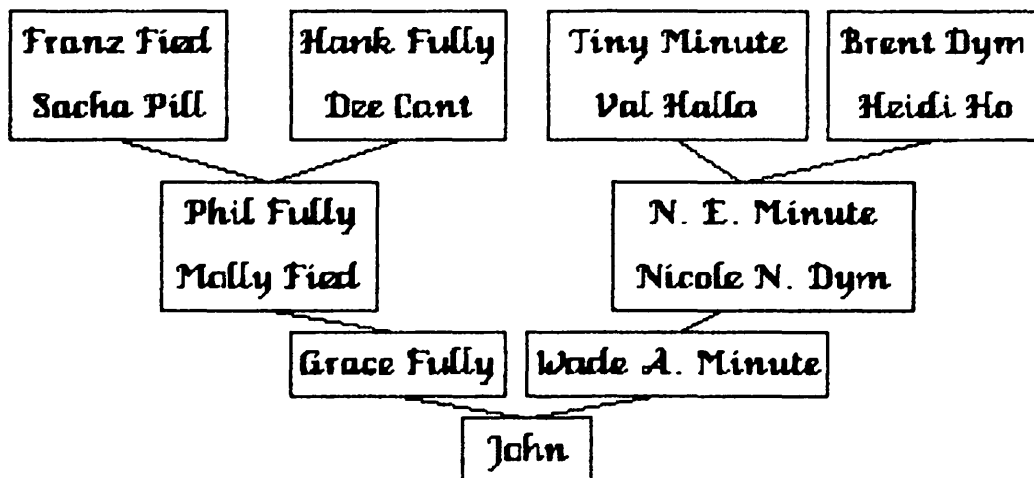 Franz Fied
Sacha Pill
Hank Fully
Dee Cant
Tiny Minute
Val Halla
Brent Dym
Heidi Ho
Phil Fully
Molly Fied
N. E. Minute
Nicole N. Dym
Grace Fully
Wade A. Minute
John